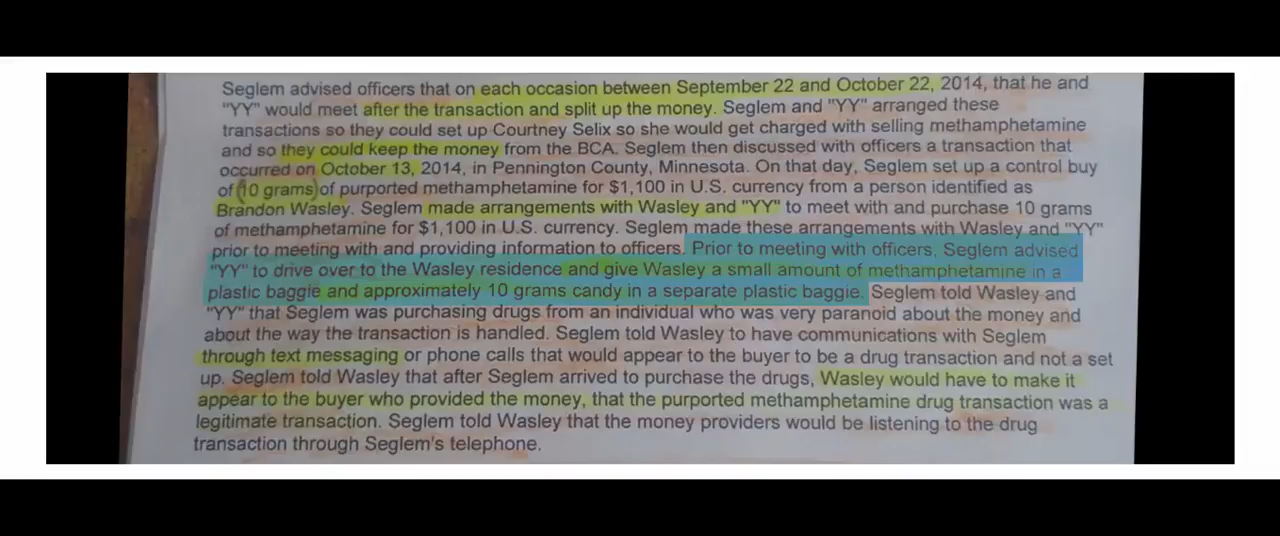 Seglem advised officers that on each occasion between September 22 and October 22, 2014, that he and
"YY" would meet after the transaction and split up the money. Seglem and "YY" arranged these
transactions so they could set up Courtney Selix so she would get charged with selling methamphetamine
and so they could keep the money from the BCA. Seglem then discussed with officers a transaction that
occurred on October 13, 2014, in Pennington County, Minnesota. On that day, Seglem set up a control buy
of (10 grams) of purported methamphetamine for $1,100 in U.S. currency from a person identified as
Brandon Wasley. Seglem made arrangements with Wasley and "YY" to meet with and purchase 10 grams
of methamphetamine for $1,100 in U.S. currency. Seglem made these arrangements with Wasley and "YY"
prior to meeting with and providing information to officers. Prior to meeting with officers, Seglem advised
"YY" to drive over to the Wasley residence and give Wasley a small amount of methamphetamine in a
plastic baggie and approximately 10 grams candy in a separate plastic baggie. Seglem told Wasley and
"YY" that Seglem was purchasing drugs from an individual who was very paranoid about the money and
about the way the transaction is handled. Seglem told Wasley to have communications with Seglem
through text messaging or phone calls that would appear to the buyer to be a drug transaction and not a set
up. Seglem told Wasley that after Seglem arrived to purchase the drugs, Wasley would have to make it
appear to the buyer who provided the money, that the purported methamphetamine drug transaction was a
legitimate transaction. Seglem told Wasley that the money providers would be listening to the drug
transaction through Seglem's telephone.